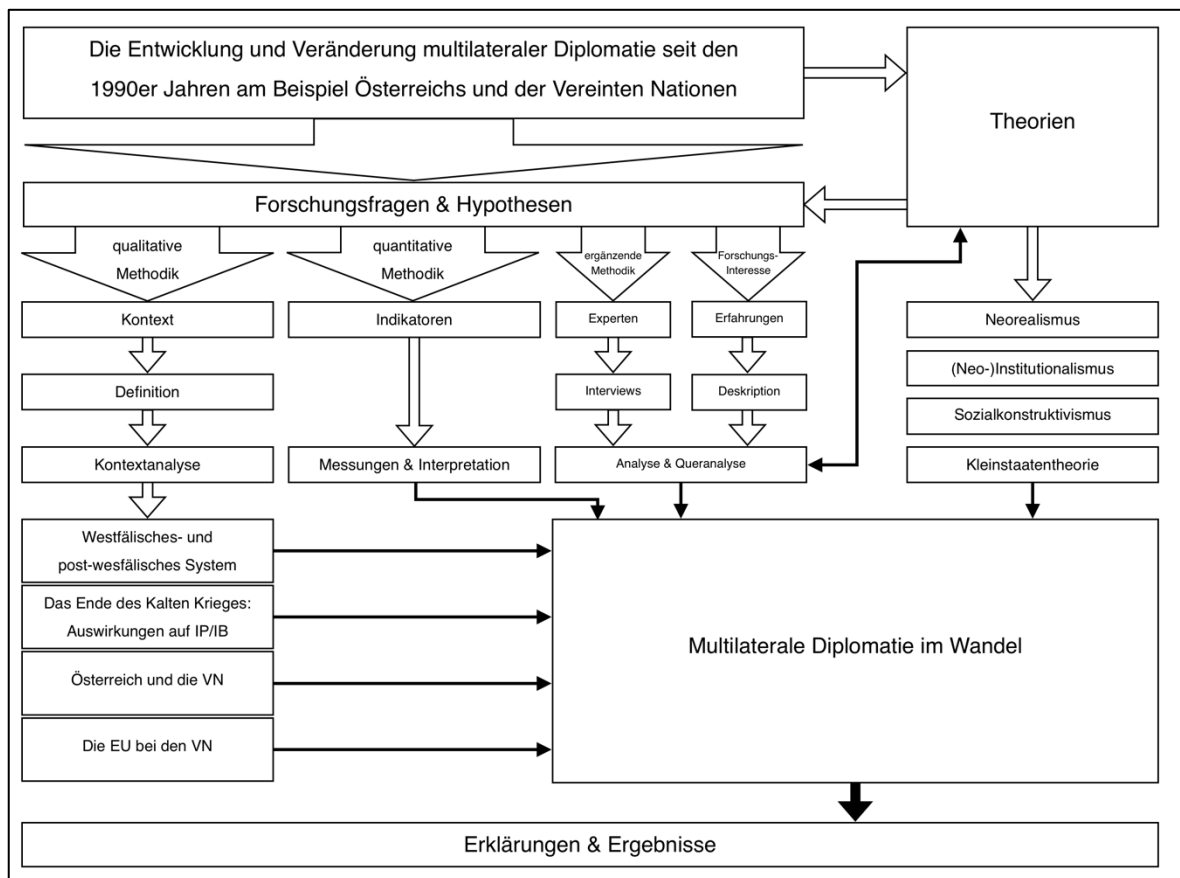 Die Entwicklung und Veränderung multilateraler Diplomatie seit den
1990er Jahren am Beispiel Österreichs und der Vereinten Nationen
Theorien
Forschungsfragen & Hypothesen
qualitative
Methodik
quantitative
Methodik
ergänzende
Methodik
Forschungs-
Interesse
Kontext
Indikatoren
Experten
Erfahrungen
Neorealismus
(Neo-)Institutionalismus
Definition
Interviews
Deskription
Sozialkonstruktivismus
Kontextanalyse
Messungen & Interpretation
Analyse & Queranalyse
Kleinstaatentheorie
Westfälisches- und
post-wesfälisches System
Das Ende des Kalten Krieges:
Auswirkungen auf IP/IB
Österreich und die VN
Die EU bei den VN
Multilaterale Diplomatie im Wandel
Erklärungen & Ergebnisse